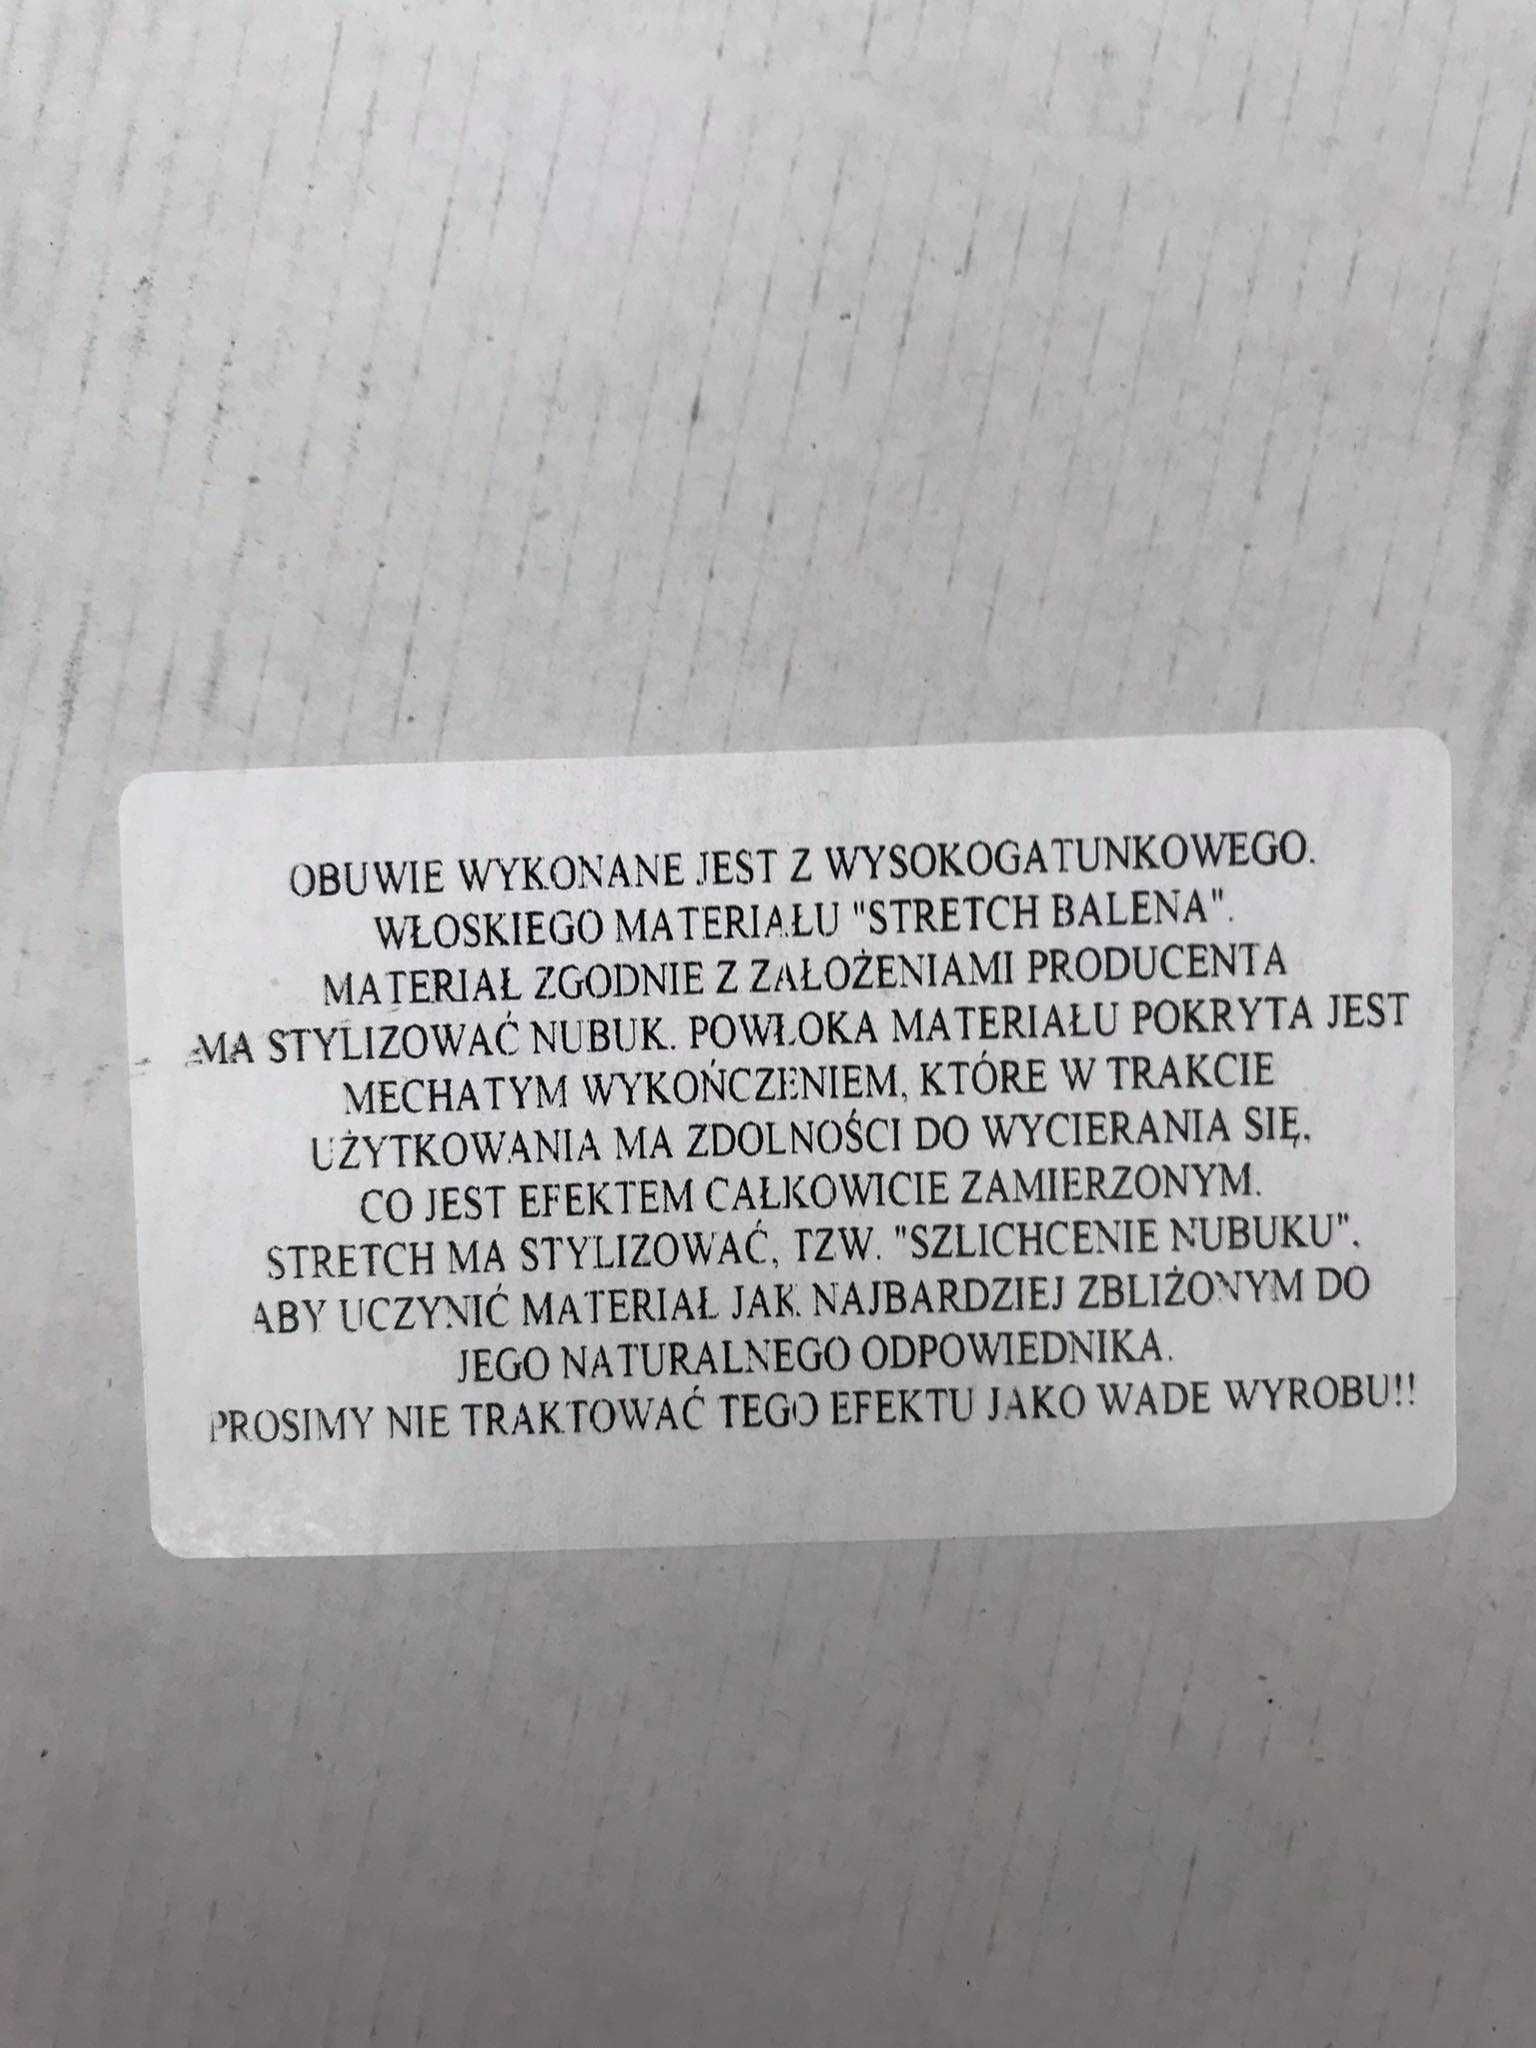 OBUWIE WYKONANE JEST Z WYSOKOGATUNKOWEGO,
WŁOSKIEGO MATERIAŁU "STRETCH BALENA".
MATERIAŁ ZGODNIE Z ZAŁOŻENIAMI PRODUCENTA
MA STYLIZOWAĆ NUBUK. POWŁOKA MATERIAŁU POKRYTA JEST
MECHATYM WYKOŃCZENIEM, KTÓRE W TRAKCIE
UŻYTKOWANIA MA ZDOLNOŚCI DO WYCIERANIA SIĘ,
CO JEST EFEKTEM CAŁKOWICIE ZAMIERZONYM.
STRETCH MA STYLIZOWAĆ, TZW. "SZLICHCENIE NUBUKU",
ABY UCZYNIĆ MATERIAŁ JAK NAJBARDZIEJ ZBLIŻONYM DO
JEGO NATURALNEGO ODPOWIEDNIKA.
PROSIMY NIE TRAKTOWAĆ TEGO EFEKTU JAKO WADE WYROBU!!